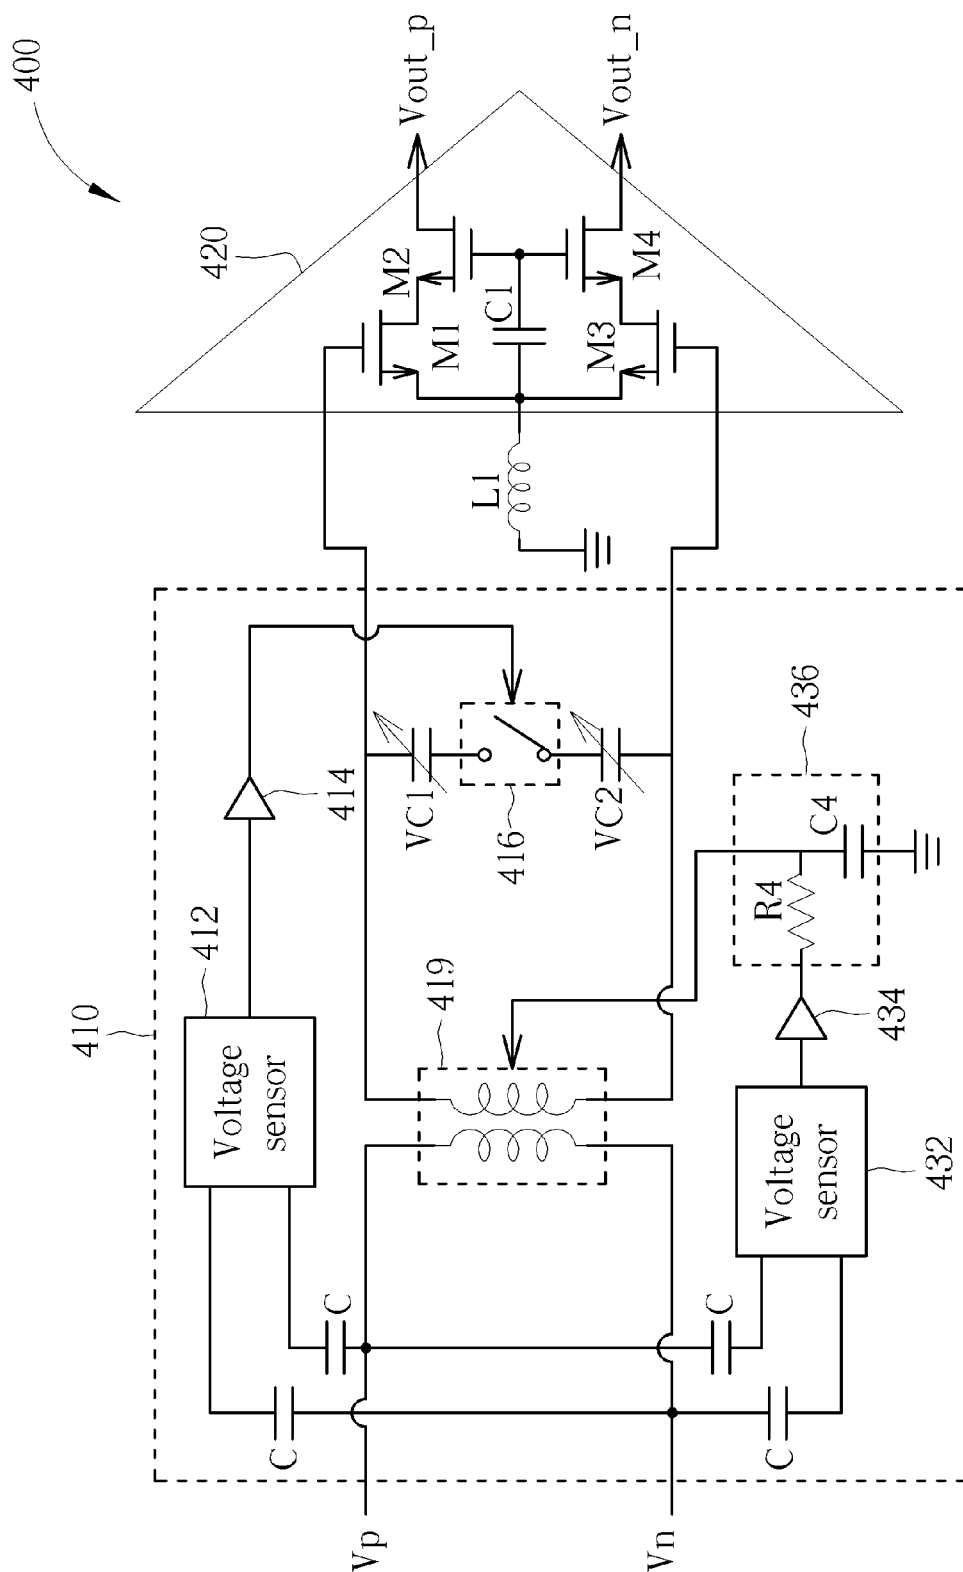 400
420
Vout_p
Vout_n
M2
M1
C1
M4
M3
L1
410
412
Voltage
sensor
414
416
VC1
VC2
419
436
R4
C4
434
432
Voltage
sensor
C
C
C
C
Vp
Vn